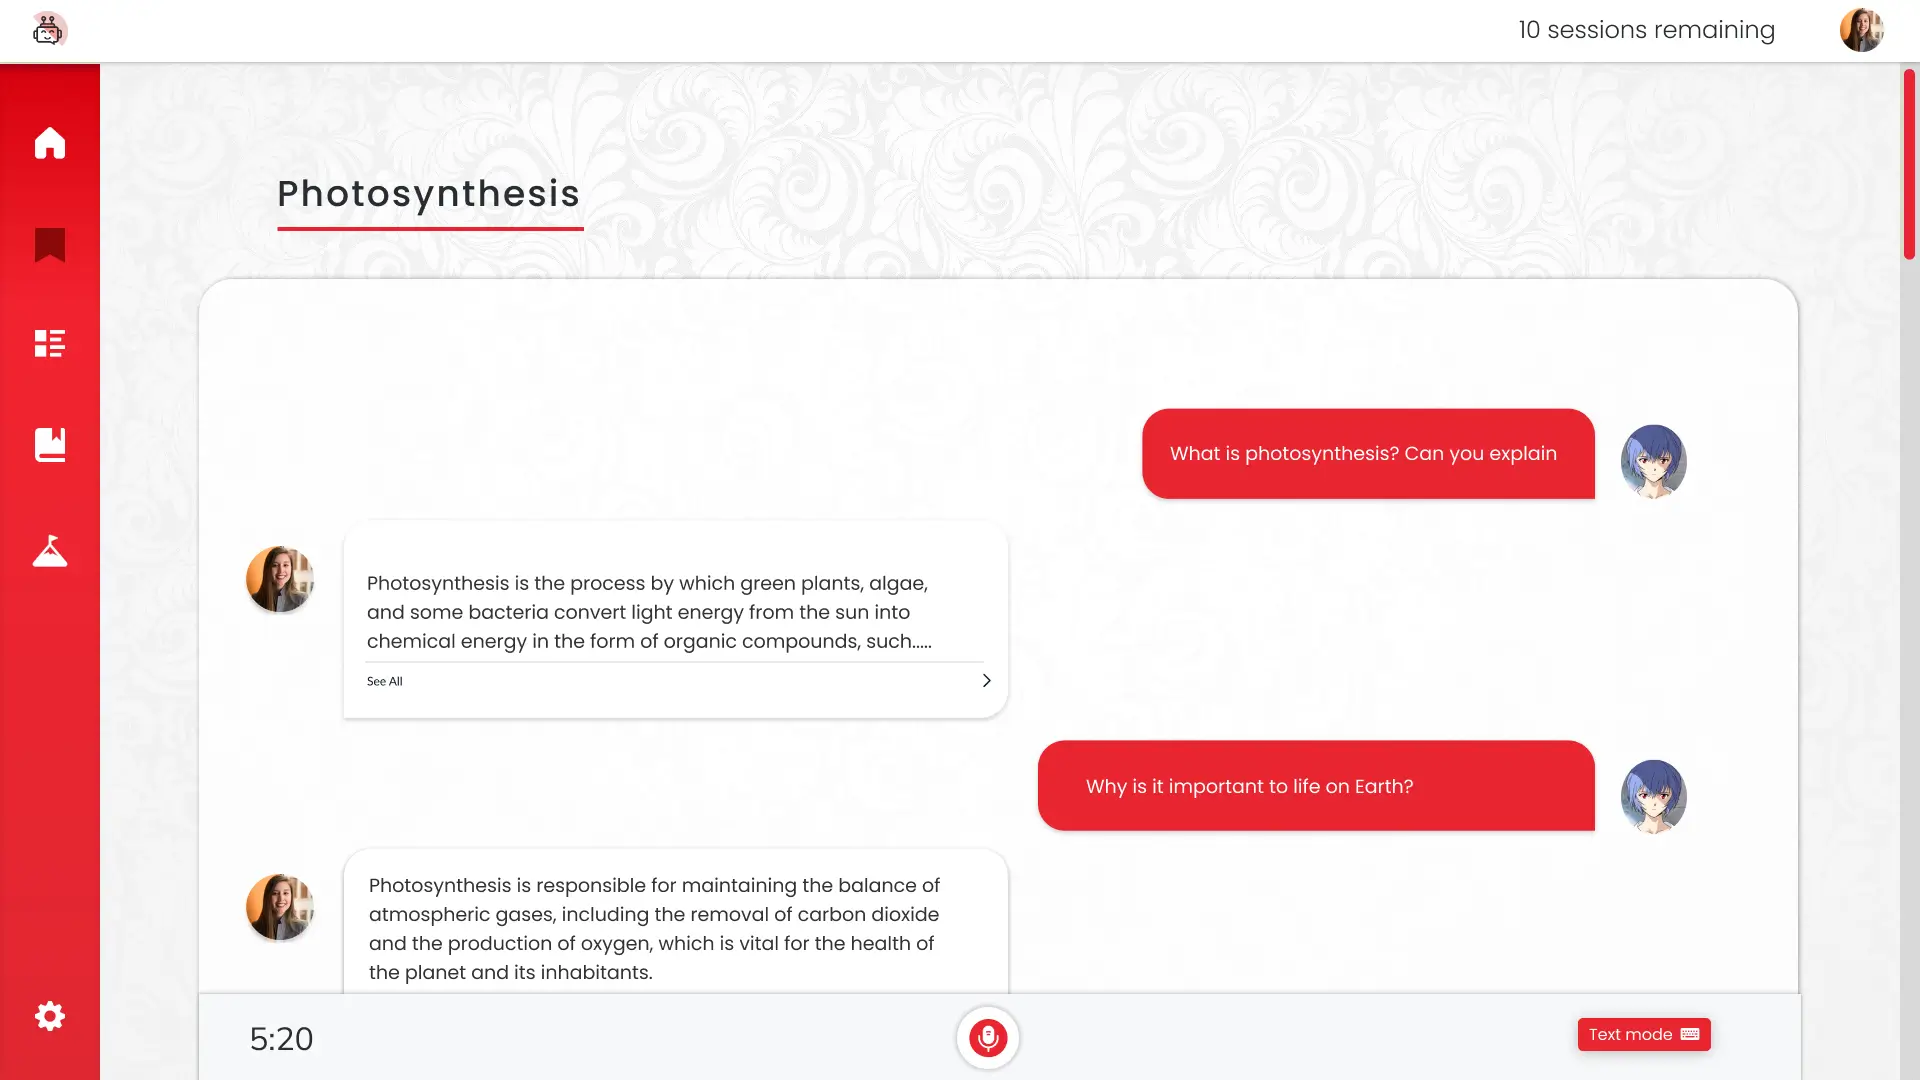 10 sessions remaining
Photosynthesis
What is photosynthesis? Can you explain
Photosynthesis is the process by which green plants, algae,
and some bacteria convert light energy from the sun into
chemical energy in the form of organic compounds, such.....
See All
Why is it important to life on Earth?
Photosynthesis is responsible for maintaining the balance of
atmospheric gases, including the removal of carbon dioxide
and the production of oxygen, which is vital for the health of
the planet and its inhabitants.
5:20
Text mode